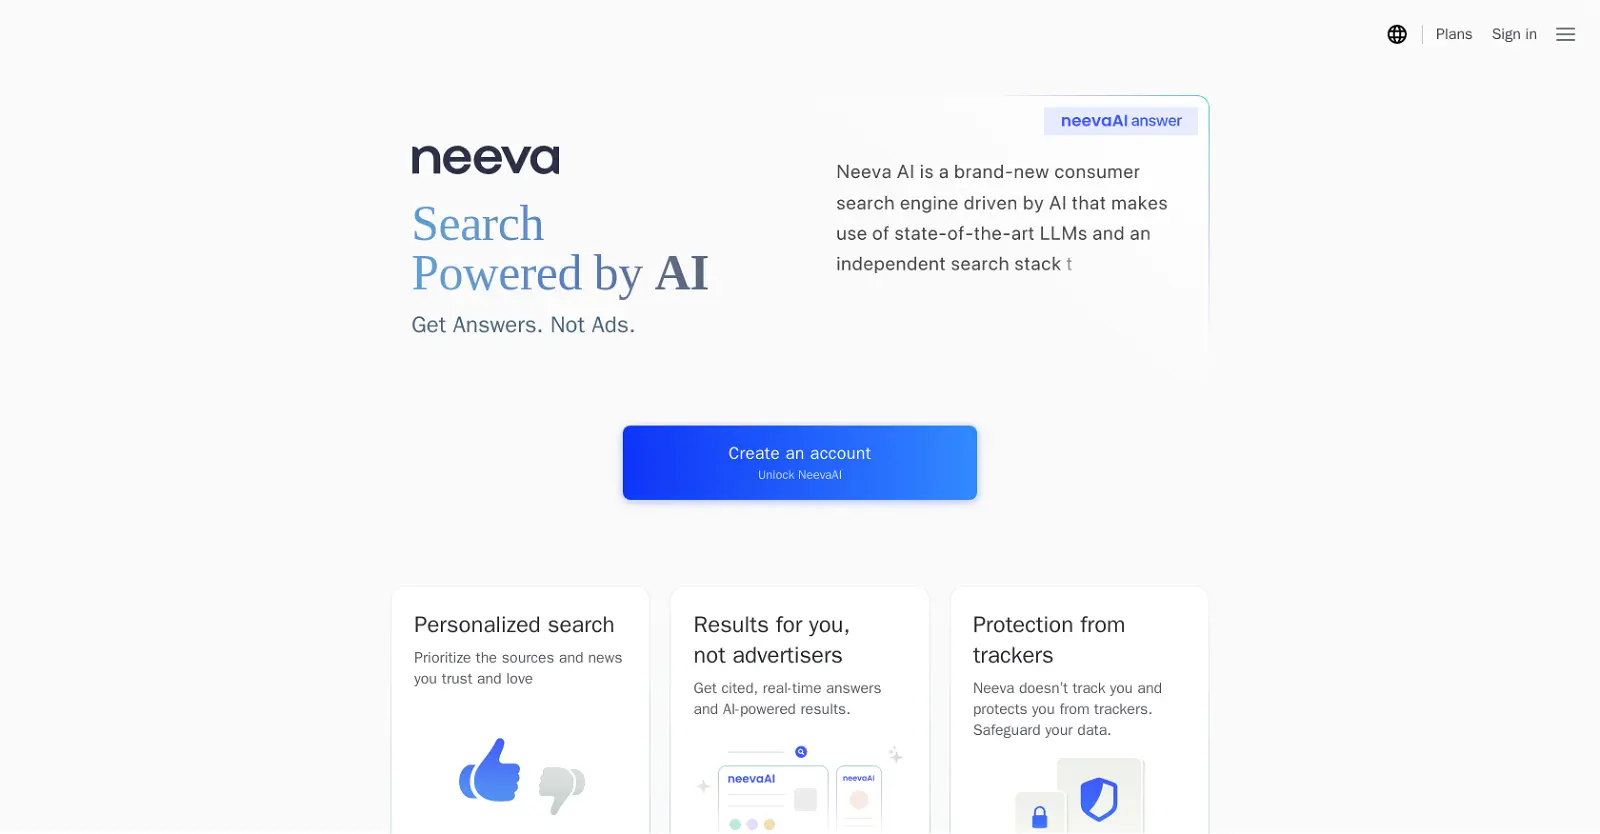 Plans
Sign in
neeva
Search
Powered by AI
Get Answers. Not Ads.
neevaAI answer
Neeva AI is a brand-new consumer
search engine driven by AI that makes
use of state-of-the-art LLMs and an
independent search stack t
Create an account
Unlock NeevaAI
Personalized search
Prioritize the sources and news
you trust and love
Results for you,
not advertisers
Get cited, real-time answers
and AI-powered results.
neevaAI
neevaAI
Protection from
trackers
Neeva doesn't track you and
protects you from trackers.
Safeguard your data.